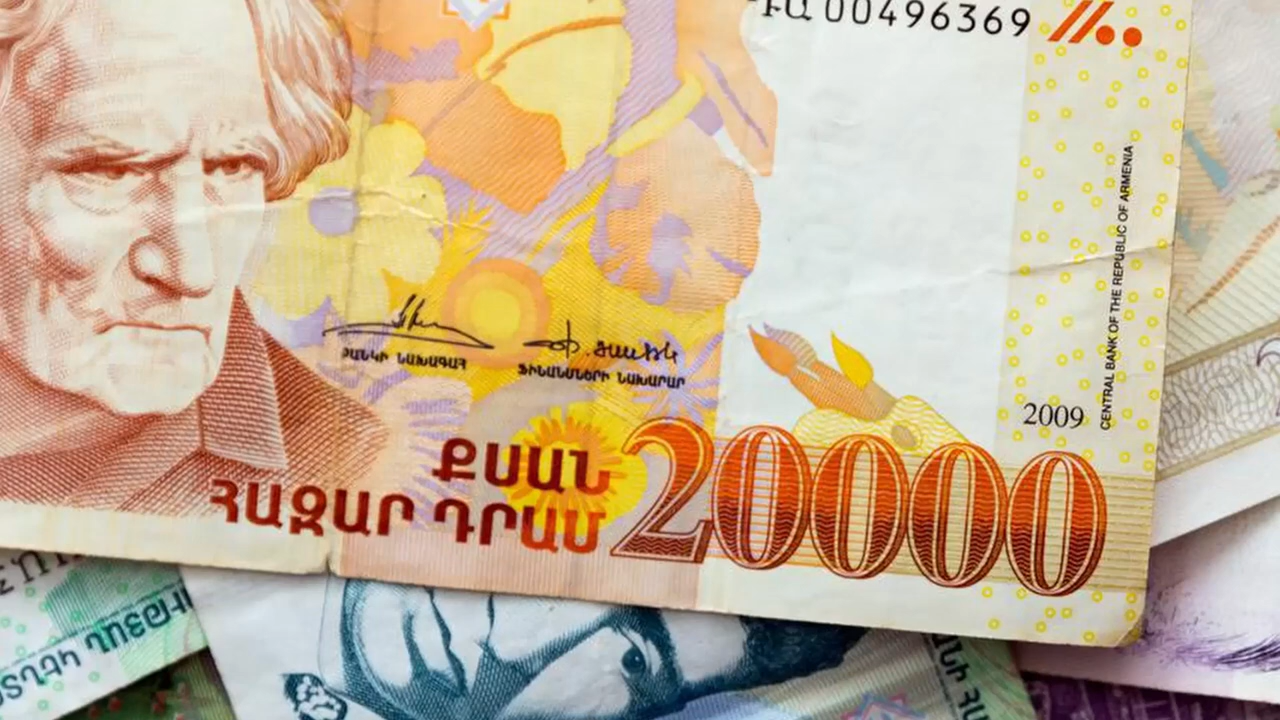 ԲԱ 00496369
CENTRAL BANK OF THE REPUBLIC OF ARMENIA
ԲԱՆԿԻ ՆԱԽԱԳԱՀ
ՖԻՆԱՆՍՆԵՐԻ ՆԱԽԱՐԱՐ
2009
ՔՍԱՆ
ՀԱԶԱՐ ԴՐԱՄ
20000